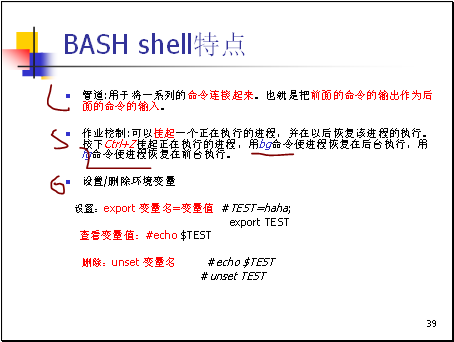 BASH shell特点
管道:用于将一系列的命令连接起来。也就是把前面的命令的输出作为后
面的命令的输入。
作业控制:可以挂起一个正在执行的进程，并在以后恢复该进程的执行。
按下Ctrl+Z挂起正在执行的进程，用bg命令使进程恢复在后台执行，用
fg命令使进程恢复在前台执行。
设置/删除环境变量
设置：export 变量名=变量值 #TEST=haha;
export TEST
查看变量值：#echo $TEST
删除：unset 变量名 #echo $TEST
#unset TEST
39